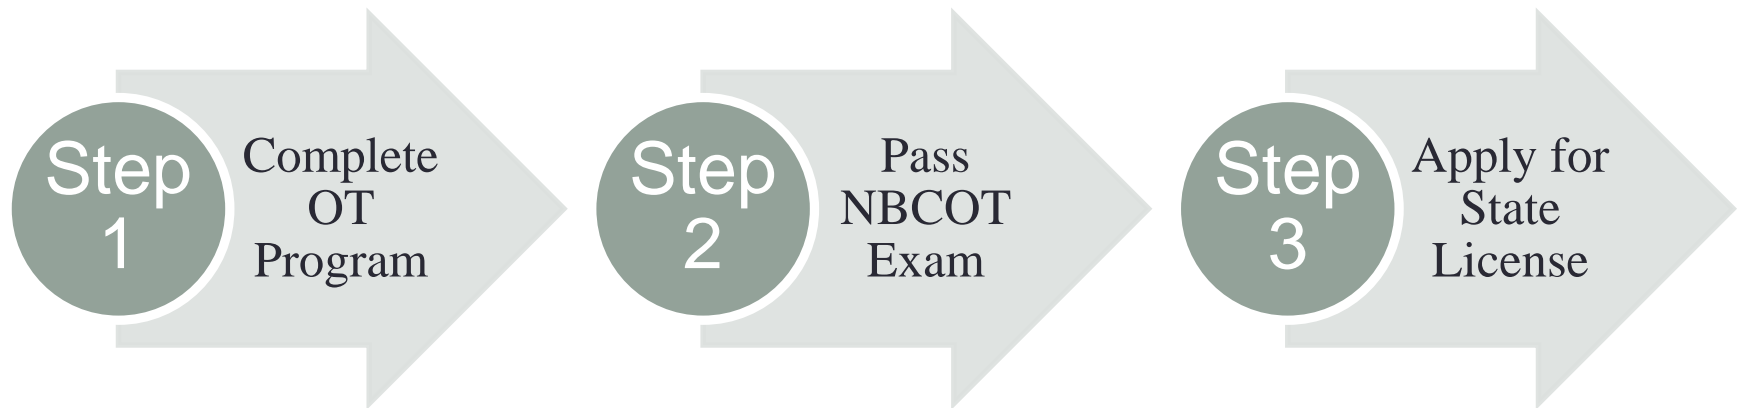 Step
1
Complete
OT
Program
Step
2
Pass
NBCOT
Exam
Step
3
Apply for
State
License